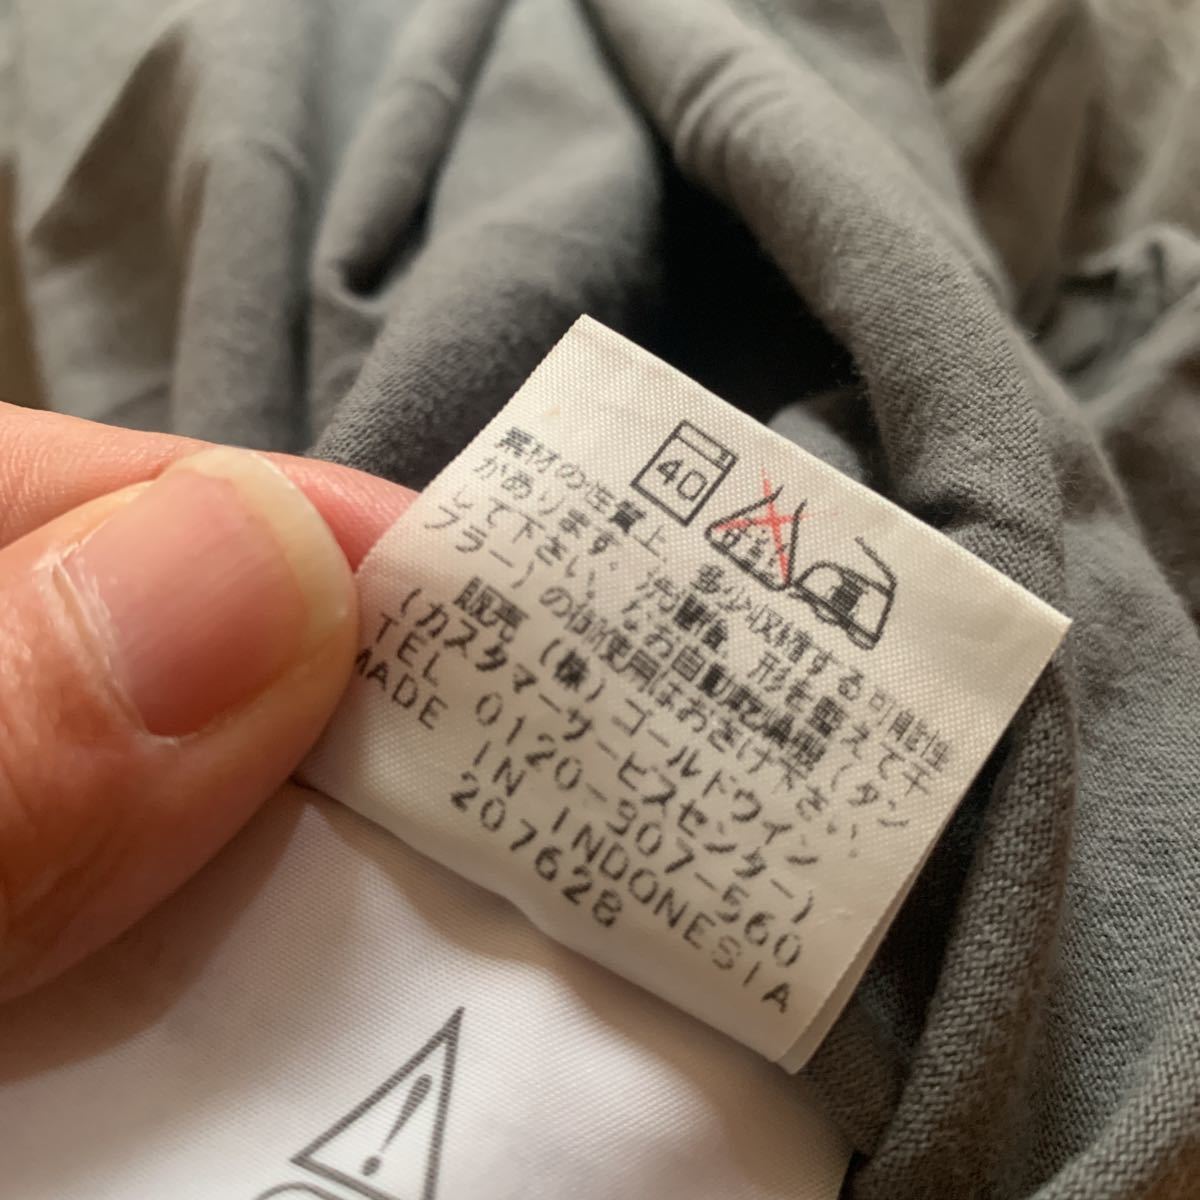 40
素材の性質上、多少収縮する可能性
があります。洗濯後、形を整えて干
して下さい。なお自動乾燥機(タン
ブラー)の御使用はおさけ下さい。
販売 (株)ゴールドウイン
(カスタマーサービスセンター)
TEL 0120-307-560
MADE IN INDONESIA
207628
!